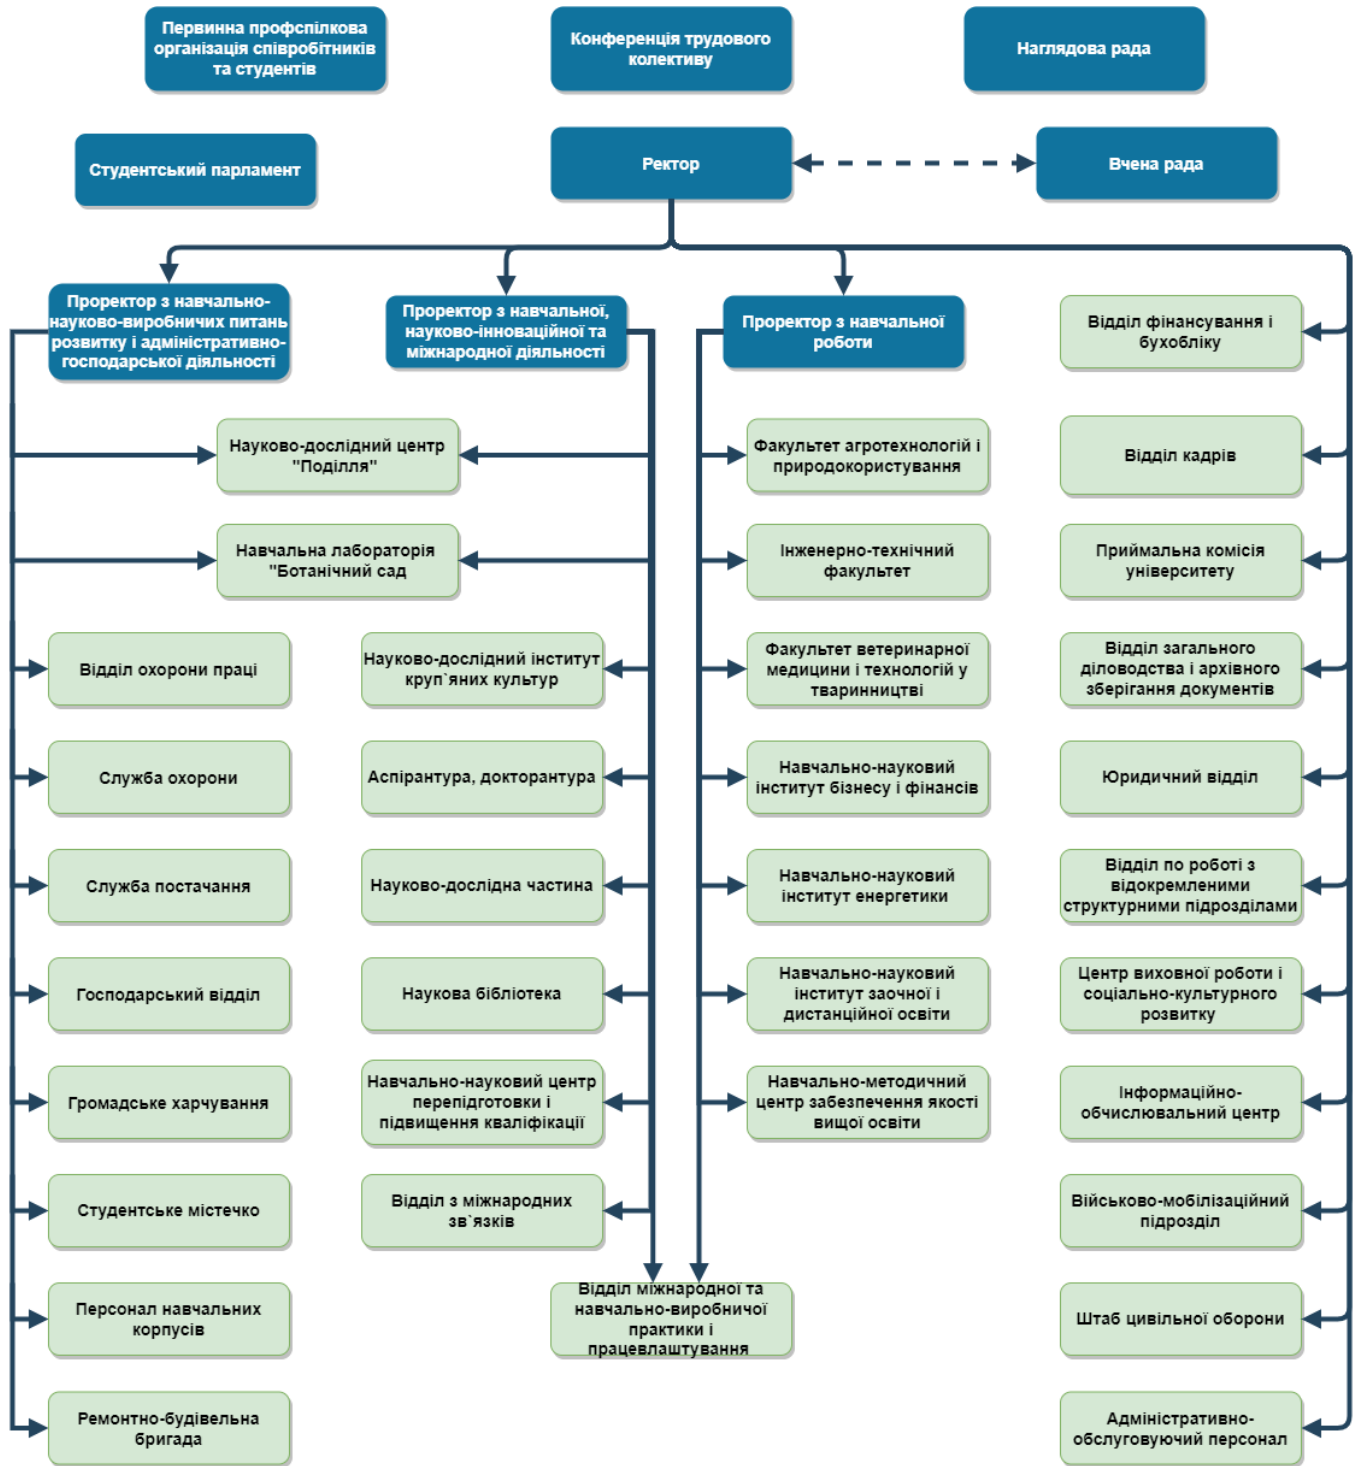 Первинна профспілкова
організація співробітників
та студентів
Конференція трудового
колективу
Наглядова рада
Студентський парламент
Ректор
Вчена рада
Проректор з навчально-
науково-виробничих питань
розвитку і адміністративно-
господарської діяльності
Проректор з навчальної,
науково-інноваційної та
міжнародної діяльності
Проректор з навчальної
роботи
Відділ фінансування і
бухобліку
Науково-дослідний центр
"Поділля"
Факультет агротехнологій і
природокористування
Відділ кадрів
Навчальна лабораторія
"Ботанічний сад
Інженерно-технічний
факультет
Приймальна комісія
університету
Відділ охорони праці
Науково-дослідний інститут
круп`яних культур
Факультет ветеринарної
медицини і технологій у
тваринництві
Відділ загального
діловодства і архівного
зберігання документів
Служба охорони
Аспірантура, докторантура
Навчально-науковий
інститут бізнесу і фінансів
Юридичний відділ
Служба постачання
Науково-дослідна частина
Навчально-науковий
інститут енергетики
Відділ по роботі з
відокремленими
структурними підрозділами
Господарський відділ
Наукова бібліотека
Навчально-науковий
інститут заочної і
дистанційної освіти
Центр виховної роботи і
соціально-культурного
розвитку
Громадське харчування
Навчально-науковий центр
перепідготовки і
підвищення кваліфікації
Навчально-методичний
центр забезпечення якості
вищої освіти
Інформаційно-
обчислювальний центр
Студентське містечко
Відділ з міжнародних
зв`язків
Військово-мобілізаційний
підрозділ
Персонал навчальних
корпусів
Відділ міжнародної та
навчально-виробничої
практики і
працевлаштування
Штаб цивільної оборони
Ремонтно-будівельна
бригада
Адміністративно-
обслуговуючий персонал